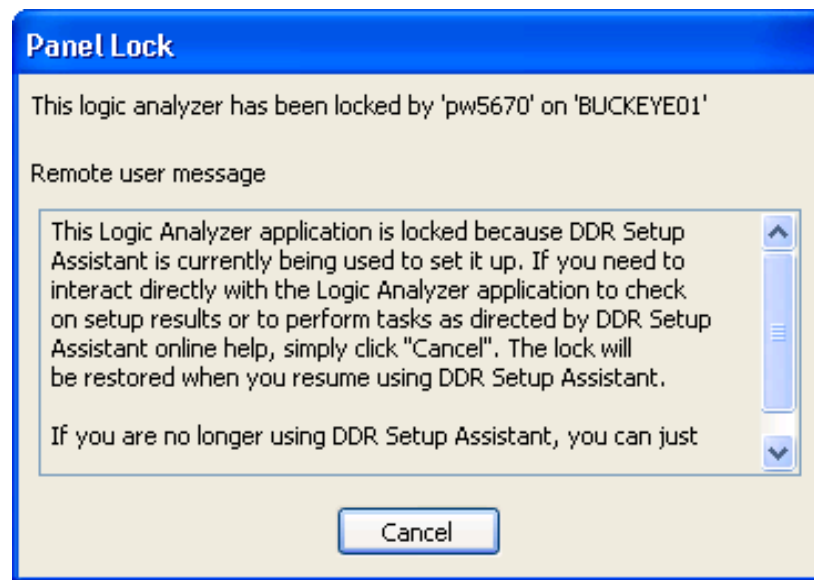 Panel Lock
This logic analyzer has been locked by 'pw5670' on 'BUCKEYE01'
Remote user message
This Logic Analyzer application is locked because DDR Setup
Assistant is currently being used to set it up. If you need to
interact directly with the Logic Analyzer application to check
on setup results or to perform tasks as directed by DDR Setup
Assistant online help, simply click "Cancel". The lock will
be restored when you resume using DDR Setup Assistant.
If you are no longer using DDR Setup Assistant, you can just
Cancel